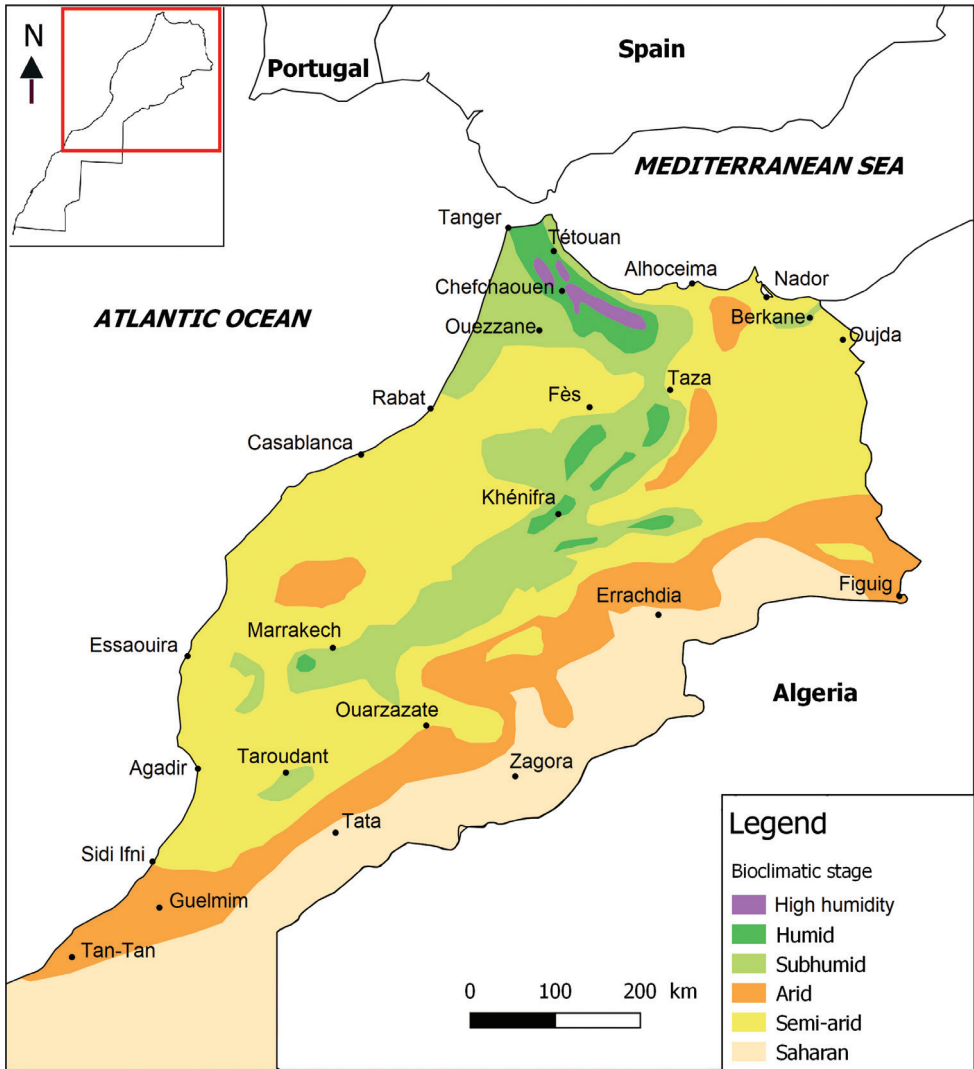 N
Portugal
Spain
MEDITERRANEAN SEA
Tanger
Tétouan
Alhoceima
Nador
Chefchaouen
ATLANTIC OCEAN
Berkane
Ouezzane
Oujda
Taza
Rabat
Fès
Casablanca
Khénifra
Figuig
Errachdia
Marrakech
Essaouira
Algeria
Ouarzazate
Agadir
Taroudant
Zagora
Tata
Sidi Ifni
Guelmim
Tan-Tan
0 100 200 km
Legend
Bioclimatic stage
High humidity
Humid
Subhumid
Arid
Semi-arid
Saharan